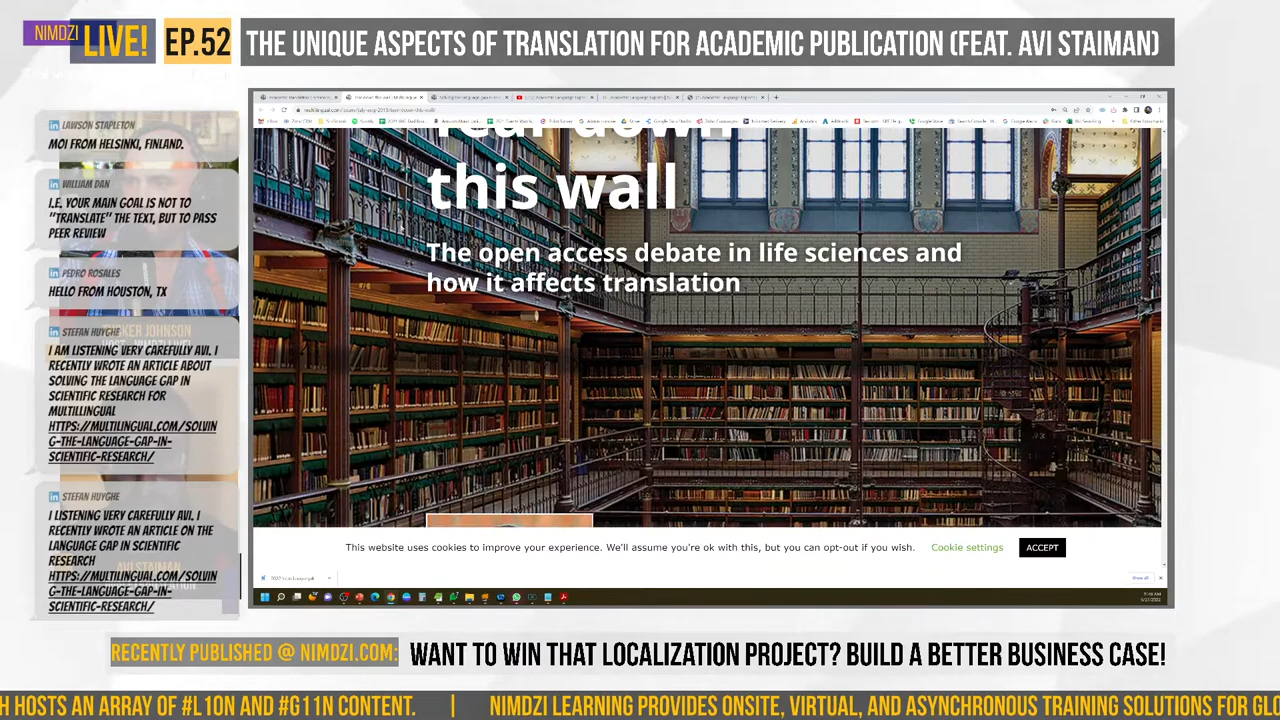 NIMDZI LIVE!
EP.52
THE UNIQUE ASPECTS OF TRANSLATION FOR ACADEMIC PUBLICATION (FEAT. AVI STAIMAN)
LAWSON STAPLETON
MOI FROM HELSINKI, FINLAND.
WILLIAM DAN
I.E. YOUR MAIN GOAL IS NOT TO
"TRANSLATE" THE TEXT, BUT TO PASS
PEER REVIEW
PEDRO ROSALES
HELLO FROM HOUSTON, TX
STEFAN HUYGHE
I AM LISTENING VERY CAREFULLY AVI. I
RECENTLY WROTE AN ARTICLE ABOUT
SOLVING THE LANGUAGE GAP IN
SCIENTIFIC RESEARCH FOR
MULTILLINGUAL
HTTPS://MULTILINGUAL.COM/SOLVIN
G-THE-LANGUAGE-GAP-IN-
SCIENTIFIC-RESEARCH/
STEFAN HUYGHE
I LISTENING VERY CAREFULLY AVI. I
RECENTLY WROTE AN ARTICLE ON THE
LANGUAGE GAP IN SCIENTIFIC
RESEARCH
HTTPS://MULTILINGUAL.COM/SOLVIN
G-THE-LANGUAGE-GAP-IN-
SCIENTIFIC-RESEARCH/
Tear down
this wall
The open access debate in life sciences and
how it affects translation
This website uses cookies to improve your experience. We'll assume you're ok with this, but you can opt-out if you wish.
Cookie settings
ACCEPT
Show all
RECENTLY PUBLISHED @ NIMDZI.COM:
WANT TO WIN THAT LOCALIZATION PROJECT? BUILD A BETTER BUSINESS CASE!
H HOSTS AN ARRAY OF #L10N AND #G11N CONTENT. | NIMDZI LEARNING PROVIDES ONSITE, VIRTUAL, AND ASYNCHRONOUS TRAINING SOLUTIONS FOR GLO